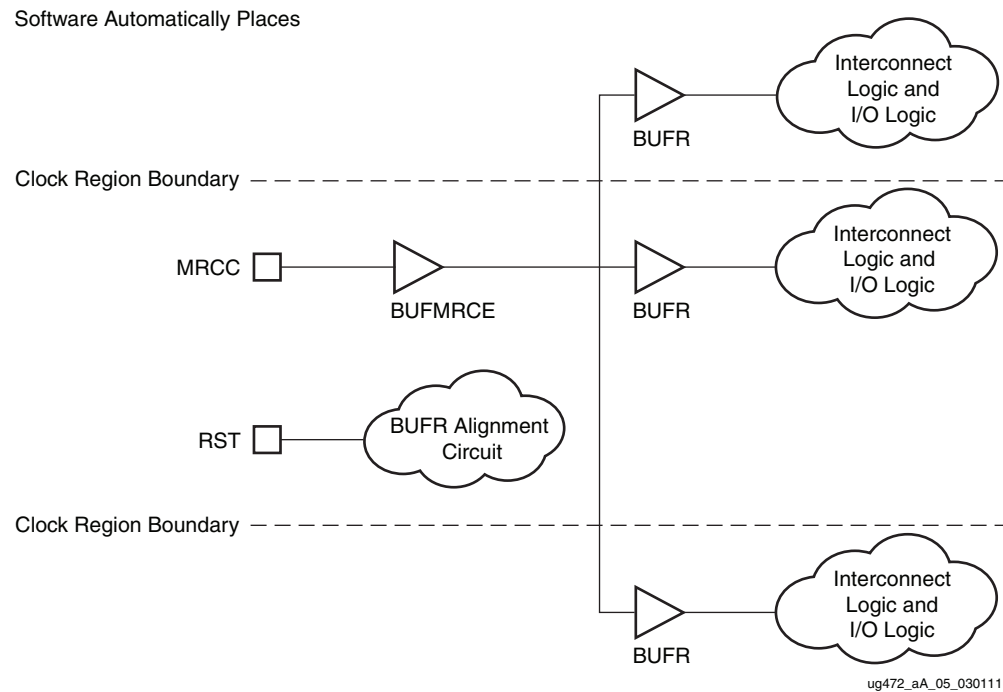 Software Automatically Places
Interconnect
Logic and
I/O Logic
BUFR
Clock Region Boundary
Interconnect
Logic and
I/O Logic
MRCC
BUFMRCE
BUFR
RST
BUFR Alignment
Circuit
Clock Region Boundary
Interconnect
Logic and
I/O Logic
BUFR
ug472_aA_05_030111